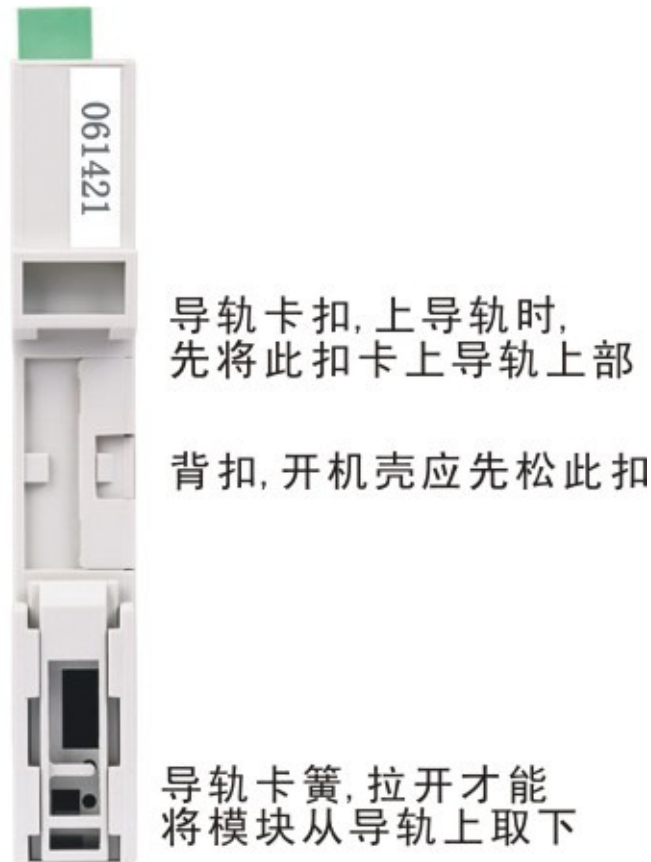 061421
导轨卡扣,上导轨时,
先将此扣卡上导轨上部
背扣,开机壳应先松此扣
导轨卡簧,拉开才能
将模块从导轨上取下